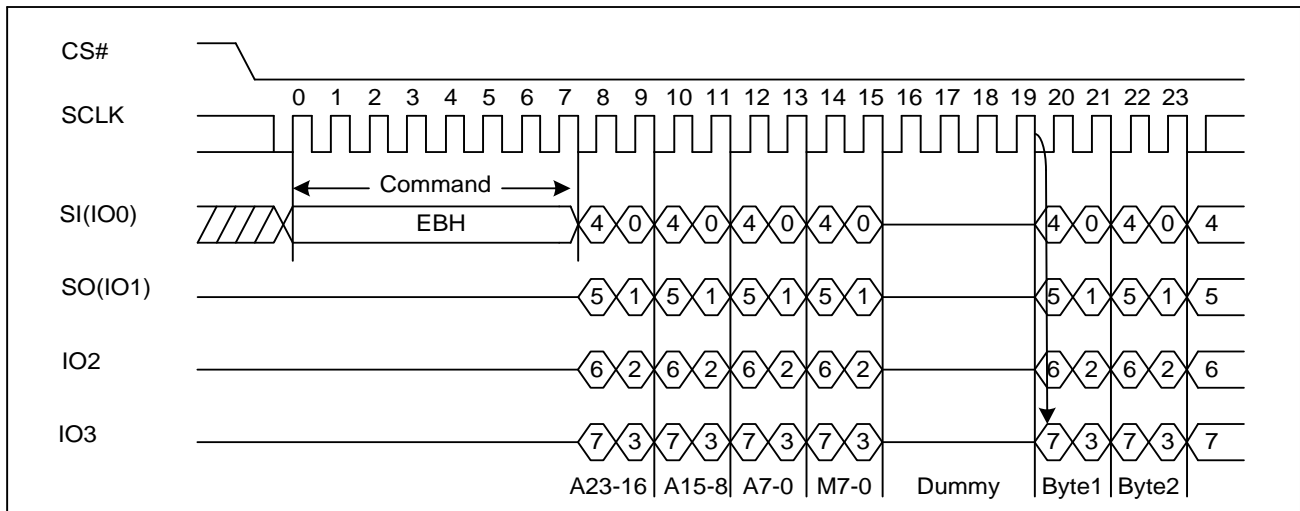 CS#
0 1 2 3 4 5 6 7 8 9 10 11 12 13 14 15 16 17 18 19 20 21 22 23
SCLK
Command
SI(IO0) EBH 4 0 4 0 4 0 4 0 4 0 4 0 4
SO(IO1) 5 1 5 1 5 1 5 1 5 1 5 1 5
IO2 6 2 6 2 6 2 6 2 6 2 6 2 6
IO3 7 3 7 3 7 3 7 3 7 3 7 3 7
A23-16 A15-8 A7-0 M7-0 Dummy Byte1 Byte2